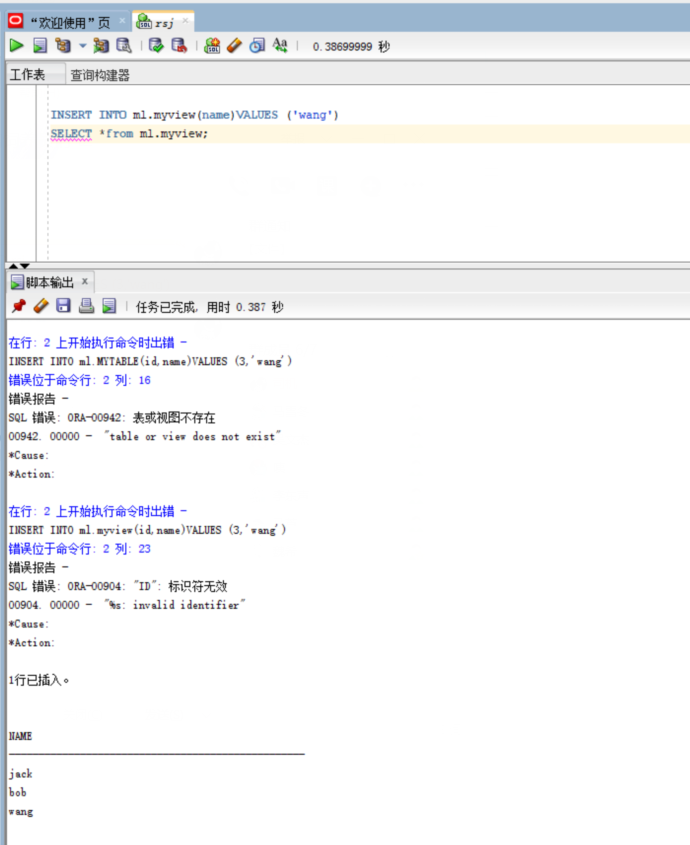 “欢迎使用”页
rsj
0.38699999 秒
工作表 查询构建器
INSERT INTO ml.myview(name)VALUES ('wang')
SELECT *from ml.myview;
脚本输出
任务已完成, 用时 0.387 秒
在行: 2 上开始执行命令时出错 -
INSERT INTO ml.MYTABLE(id,name)VALUES (3,'wang')
错误位于命令行: 2 列: 16
错误报告 -
SQL 错误: ORA-00942: 表或视图不存在
00942. 00000 - "table or view does not exist"
*Cause:
*Action:
在行: 2 上开始执行命令时出错 -
INSERT INTO ml.myview(id,name)VALUES (3,'wang')
错误位于命令行: 2 列: 23
错误报告 -
SQL 错误: ORA-00904: "ID": 标识符无效
00904. 00000 - "%s: invalid identifier"
*Cause:
*Action:
1行已插入。
NAME
jack
bob
wang